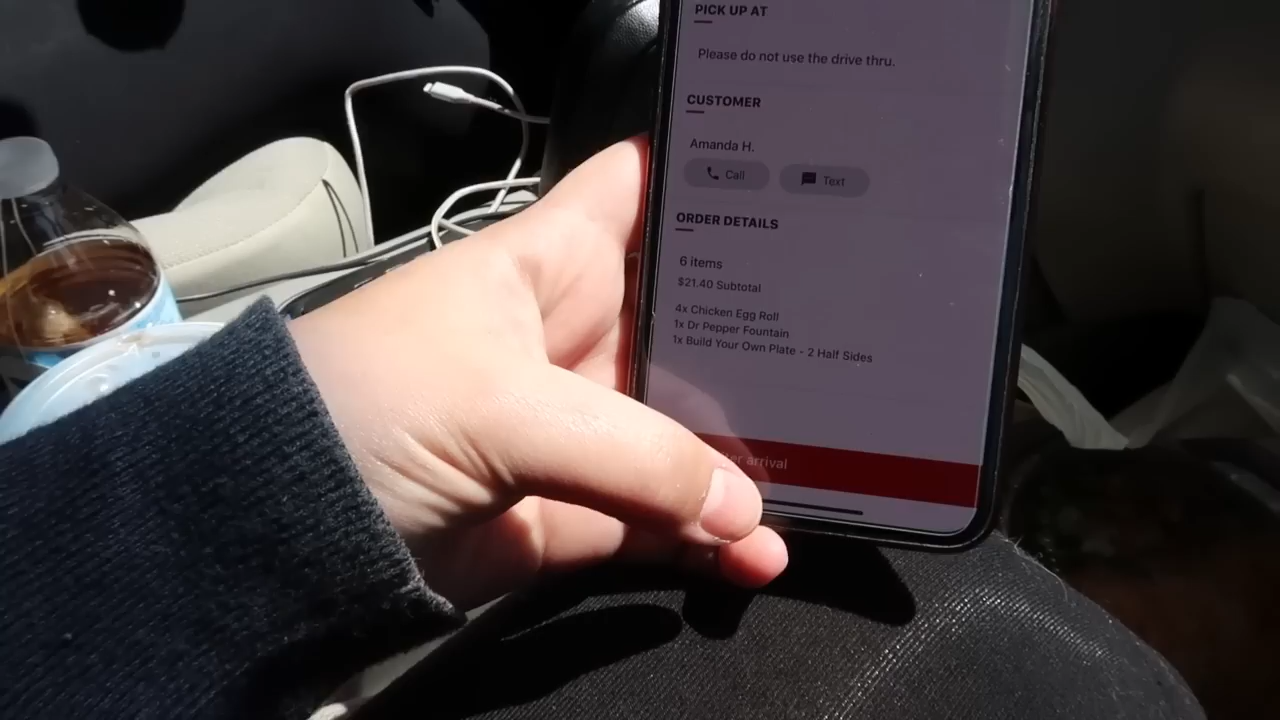 PICK UP AT
Please do not use the drive thru.
CUSTOMER
Amanda H.
Call
Text
ORDER DETAILS
6 items
$21.40 Subtotal
4x Chicken Egg Roll
1x Dr Pepper Fountain
1x Build Your Own Plate - 2 Half Sides
arrival